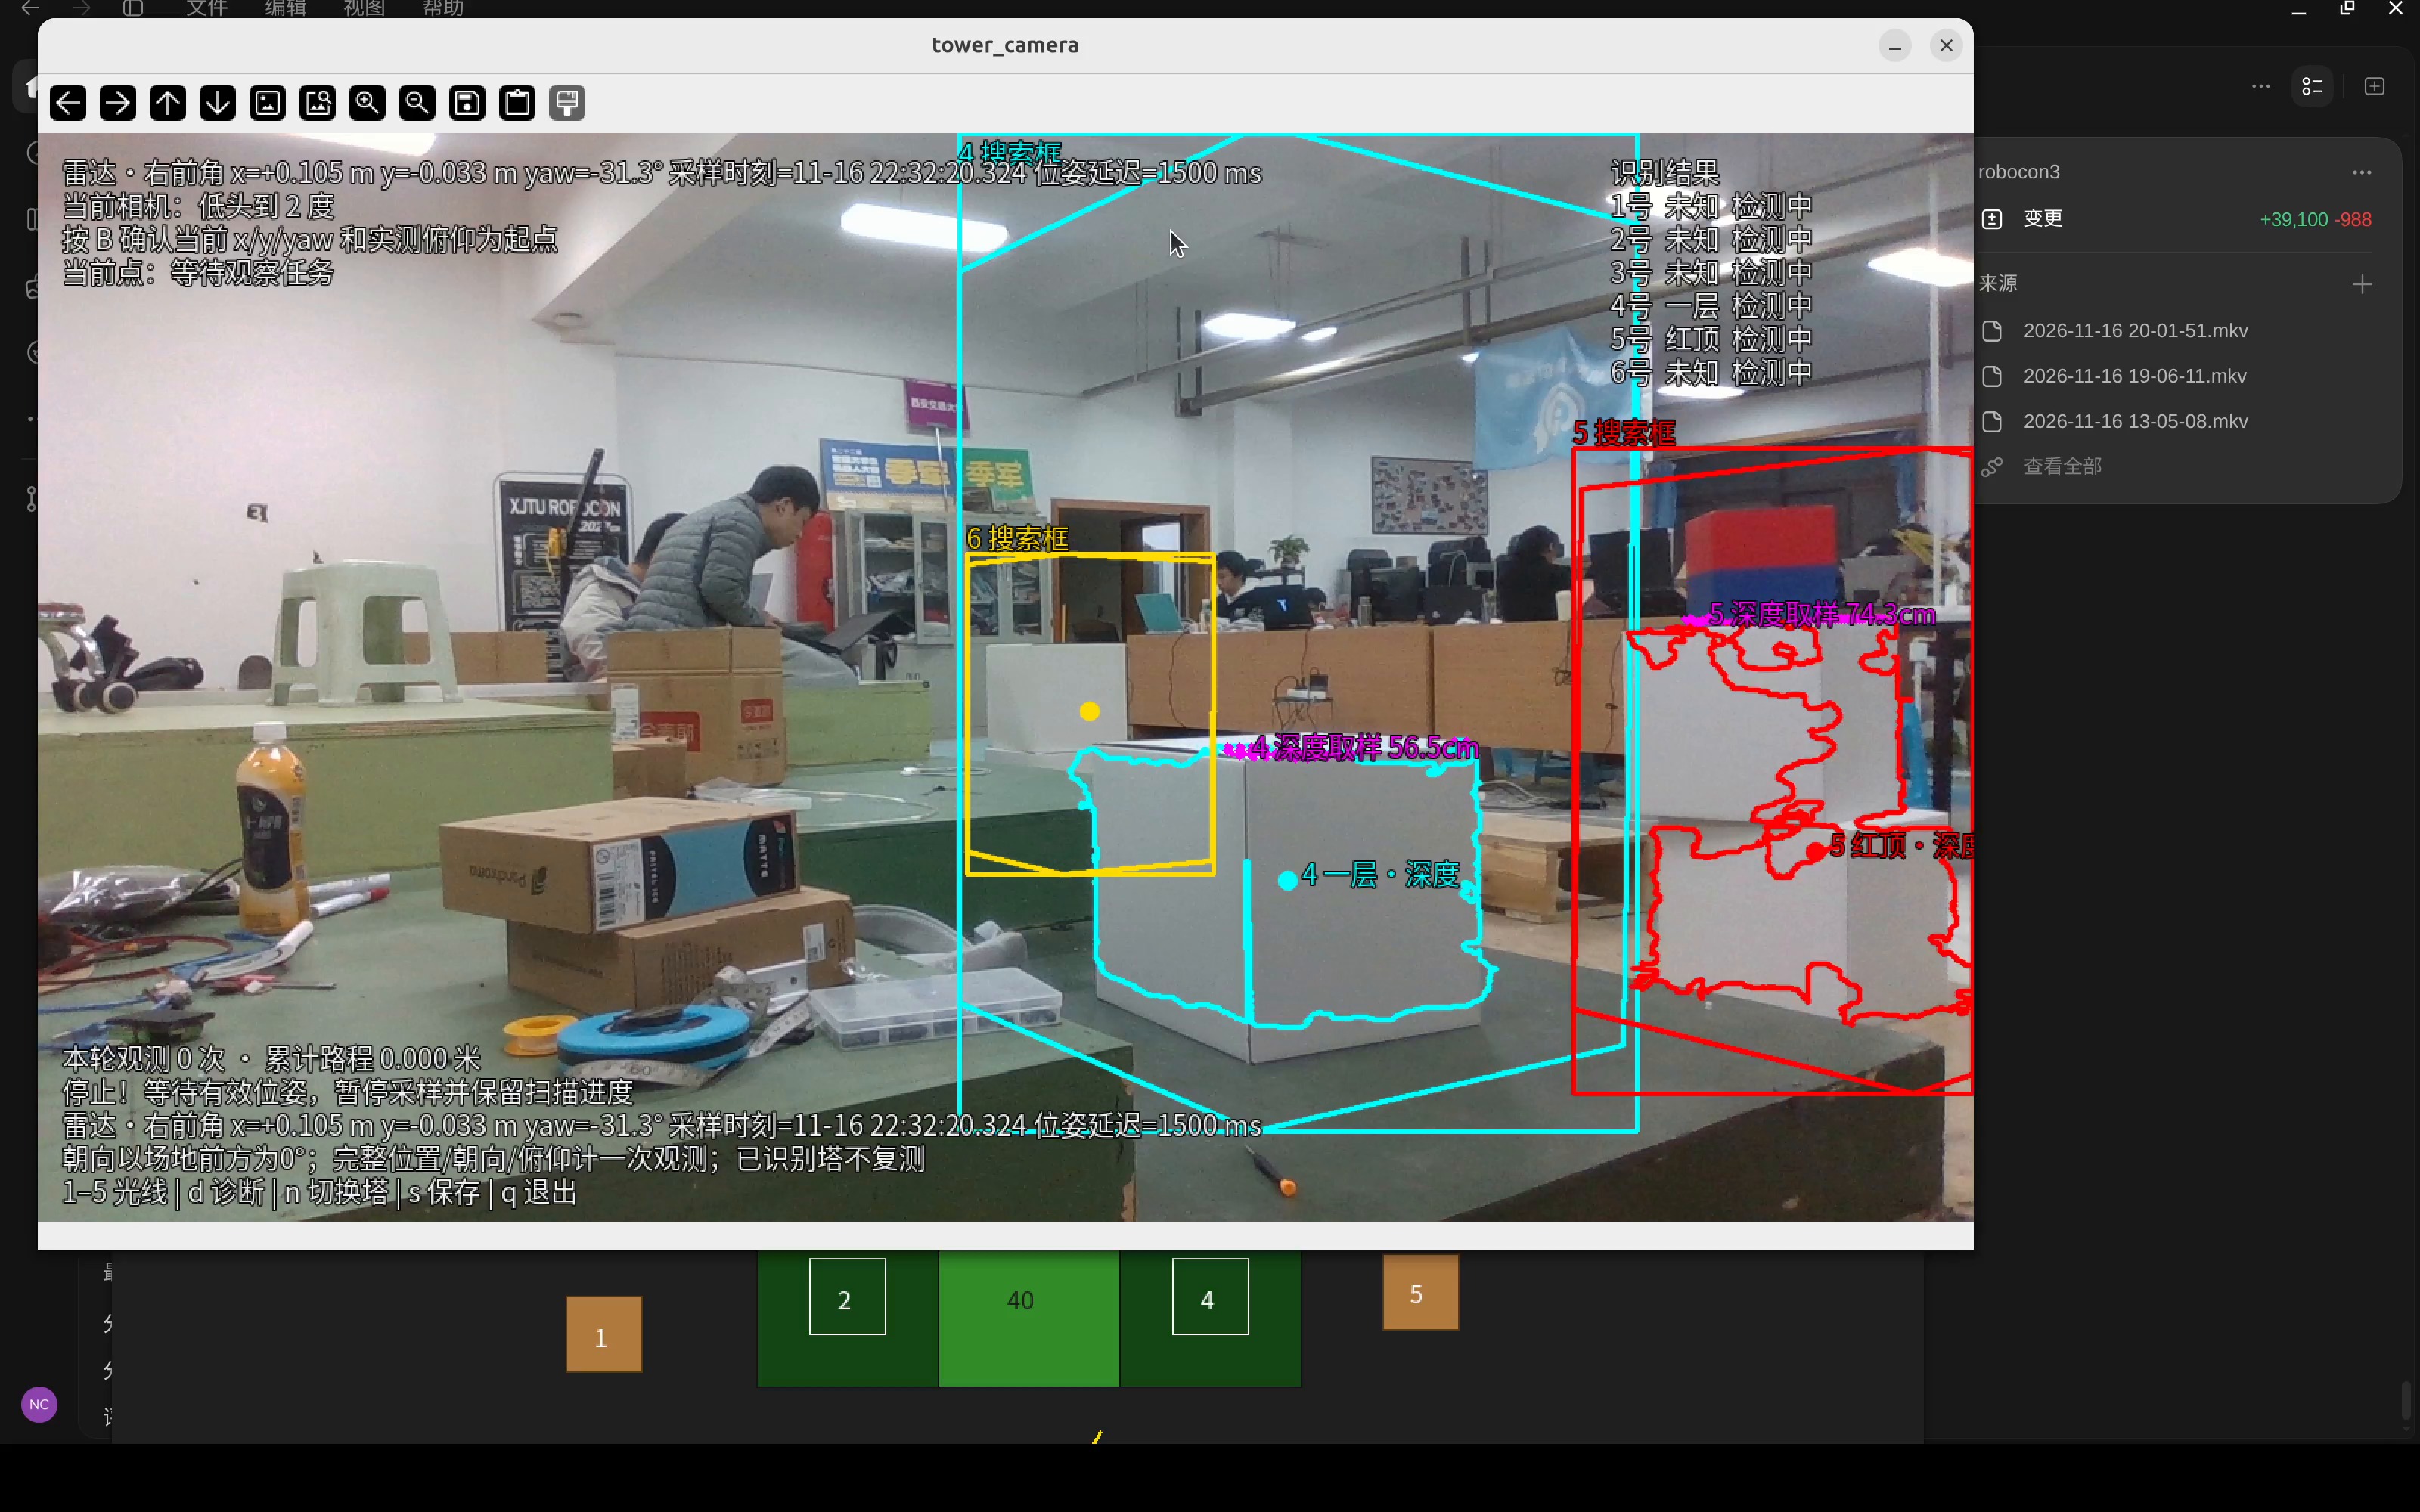 文件 编辑 视图 帮助
tower_camera
雷达・右前角 x=+0.105 m y=-0.033 m yaw=-31.3° 采样时刻=11-16 22:32:20.324 位姿延迟=1500 ms
当前相机：低头到 2 度
按 B 确认当前 x/y/yaw 和实测俯仰为起点
当前点：等待观察任务
4 搜索框
识别结果
1号 未知 检测中
2号 未知 检测中
3号 未知 检测中
4号 一层 检测中
5号 红顶 检测中
6号 未知 检测中
西安交通大
季军
季军
XJTU ROBOCON
5 搜索框
6 搜索框
5 深度取样 74.3cm
4 深度取样 56.5cm
4 一层・深度
5 红顶・深度
Pandroma
MATTE
本轮观测 0 次 ・ 累计路程 0.000 米
停止！等待有效位姿，暂停采样并保留扫描进度
雷达・右前角 x=+0.105 m y=-0.033 m yaw=-31.3° 采样时刻=11-16 22:32:20.324 位姿延迟=1500 ms
朝向以场地前方为0°；完整位置/朝向/俯仰计一次观测；已识别塔不复测
1–5 光线 | d 诊断 | n 切换塔 | s 保存 | q 退出
robocon3
变更 +39,100 -988
来源
2026-11-16 20-01-51.mkv
2026-11-16 19-06-11.mkv
2026-11-16 13-05-08.mkv
查看全部
1
2
40
4
5
NC